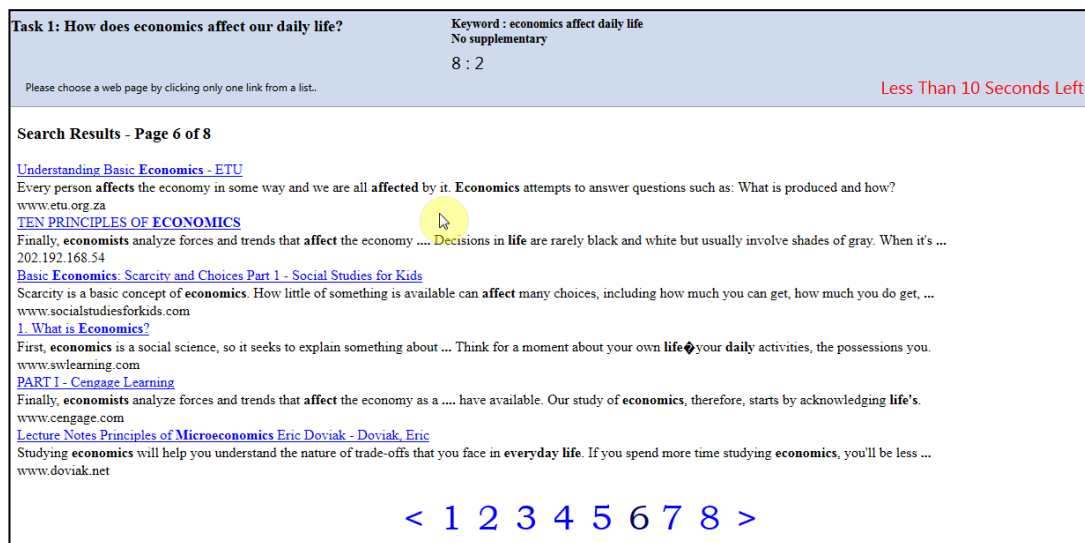 Task 1: How does economics affect our daily life?
Keyword : economics affect daily life
No supplementary
8 : 2
Please choose a web page by clicking only one link from a list..
Less Than 10 Seconds Left
Search Results - Page 6 of 8
Understanding Basic Economics - ETU
Every person affects the economy in some way and we are all affected by it. Economics attempts to answer questions such as: What is produced and how?
www.etu.org.za
TEN PRINCIPLES OF ECONOMICS
Finally, economists analyze forces and trends that affect the economy .... Decisions in life are rarely black and white but usually involve shades of gray. When it's ...
202.192.168.54
Basic Economics: Scarcity and Choices Part 1 - Social Studies for Kids
Scarcity is a basic concept of economics. How little of something is available can affect many choices, including how much you can get, how much you do get, ...
www.socialstudiesforkids.com
1. What is Economics?
First, economics is a social science, so it seeks to explain something about ... Think for a moment about your own life�your daily activities, the possessions you.
www.swlearning.com
PART I - Cengage Learning
Finally, economists analyze forces and trends that affect the economy as a .... have available. Our study of economics, therefore, starts by acknowledging life's.
www.cengage.com
Lecture Notes Principles of Microeconomics Eric Doviak - Doviak, Eric
Studying economics will help you understand the nature of trade-offs that you face in everyday life. If you spend more time studying economics, you'll be less ...
www.doviak.net
< 1 2 3 4 5 6 7 8 >